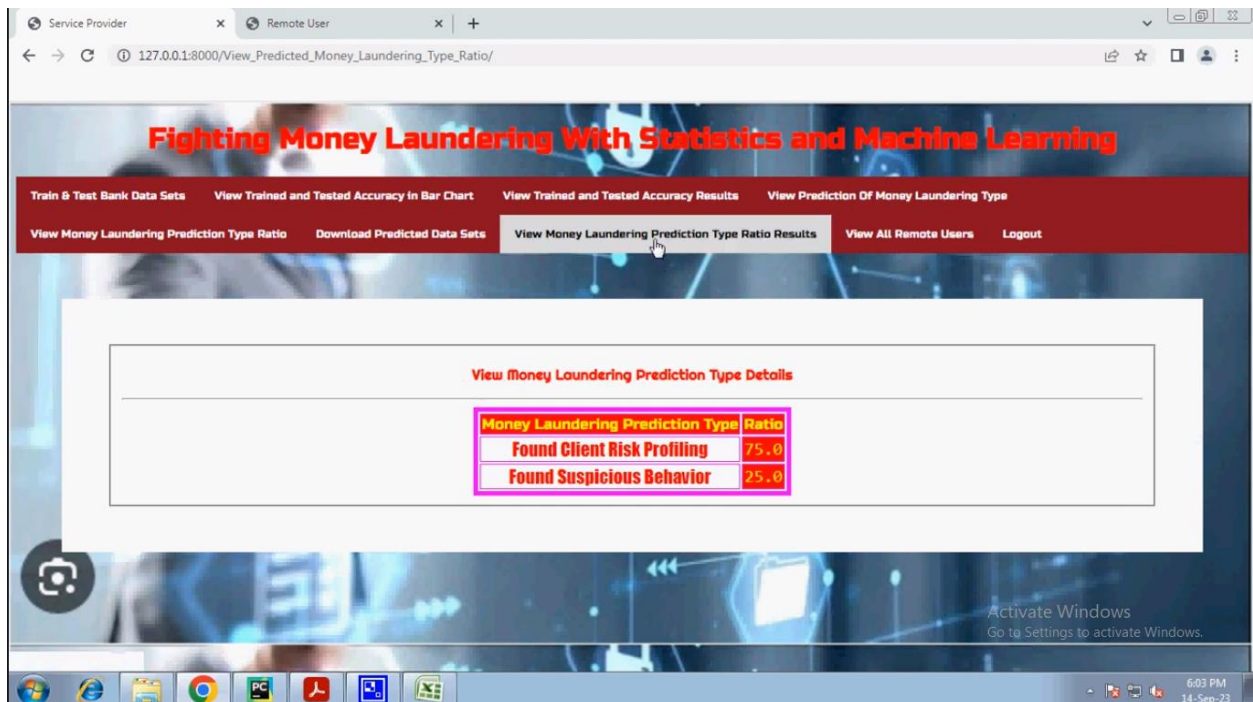 Service Provider
Remote User
127.0.0.1:8000/View_Predicted_Money_Laundering_Type_Ratio/
Fighting Money Laundering With Statistics and Machine Learning
Train & Test Bank Data Sets View Trained and Tested Accuracy in Bar Chart View Trained and Tested Accuracy Results View Prediction Of Money Laundering Type
View Money Laundering Prediction Type Ratio Download Predicted Data Sets View Money Laundering Prediction Type Ratio Results View All Remote Users Logout
View Money Laundering Prediction Type Details
Money Laundering Prediction Type Ratio
Found Client Risk Profiling 75.0
Found Suspicious Behavior 25.0
Activate Windows
Go to Settings to activate Windows.
PC
6:03 PM
14-Sep-23